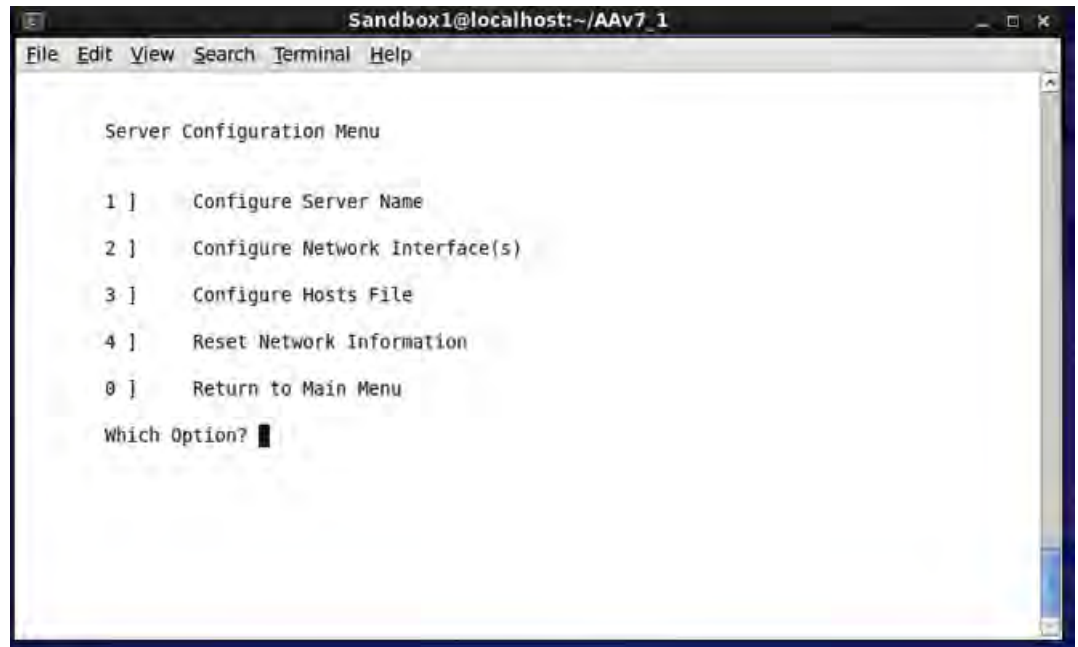 Sandbox1@localhost:~/AAv7_1
File Edit View Search Terminal Help
Server Configuration Menu
1 ] Configure Server Name
2 ] Configure Network Interface(s)
3 ] Configure Hosts File
4 ] Reset Network Information
0 ] Return to Main Menu
Which Option?